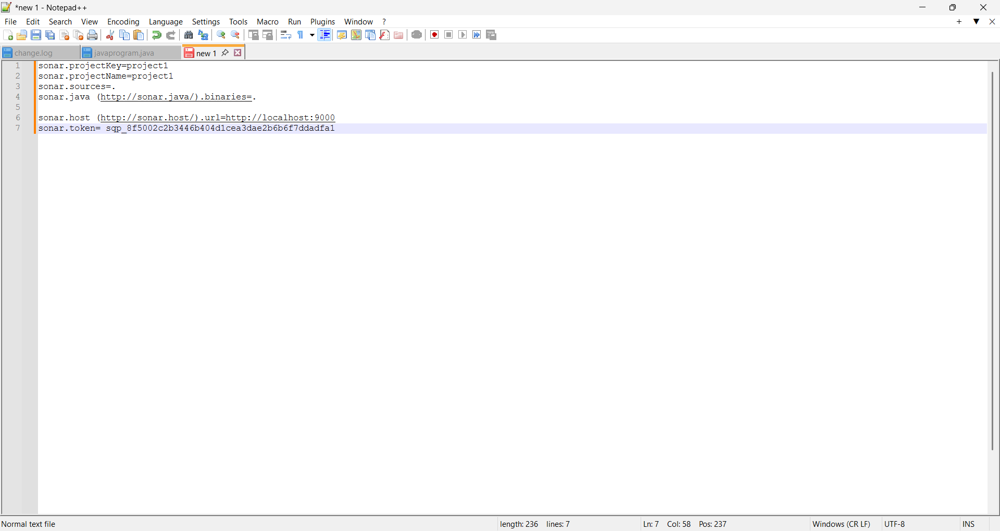 *new 1 - Notepad++
File Edit Search View Encoding Language Settings Tools Macro Run Plugins Window ?
change.log javaprogram.java new 1
1 sonar.projectKey=project1
2 sonar.projectName=project1
3 sonar.sources=.
4 sonar.java (http://sonar.java/).binaries=.
5
6 sonar.host (http://sonar.host/).url=http://localhost:9000
7 sonar.token= sqp_8f5002c2b3446b404d1cea3dae2b6b6f7ddadfa1
Normal text file length: 236 lines: 7 Ln: 7 Col: 58 Pos: 237 Windows (CR LF) UTF-8 INS